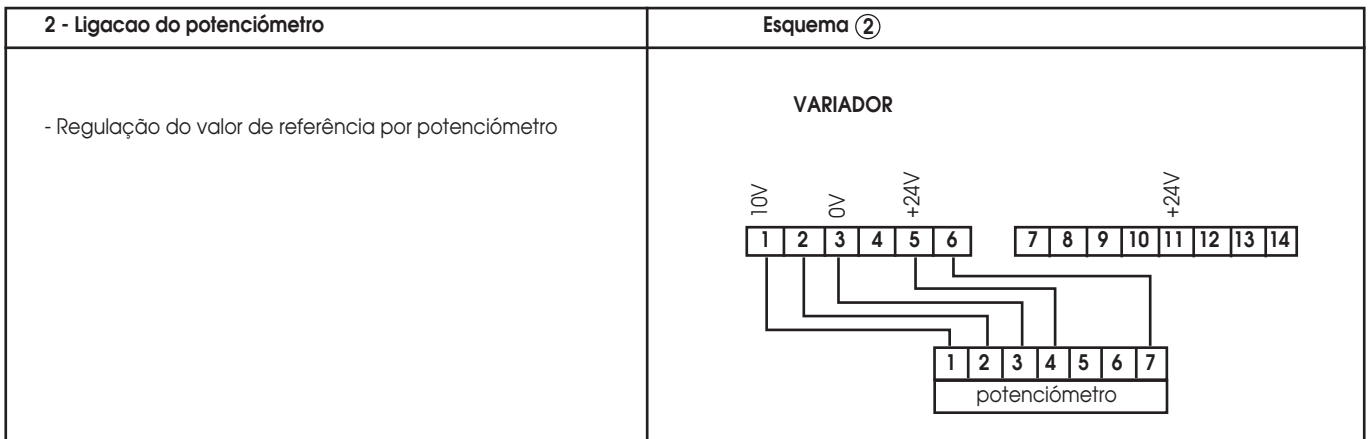 2 - Ligacao do potenciómetro
Esquema ②
- Regulação do valor de referência por potenciómetro
VARIADOR
10V 0V +24V +24V
1 2 3 4 5 6 7 8 9 10 11 12 13 14
1 2 3 4 5 6 7
potenciómetro